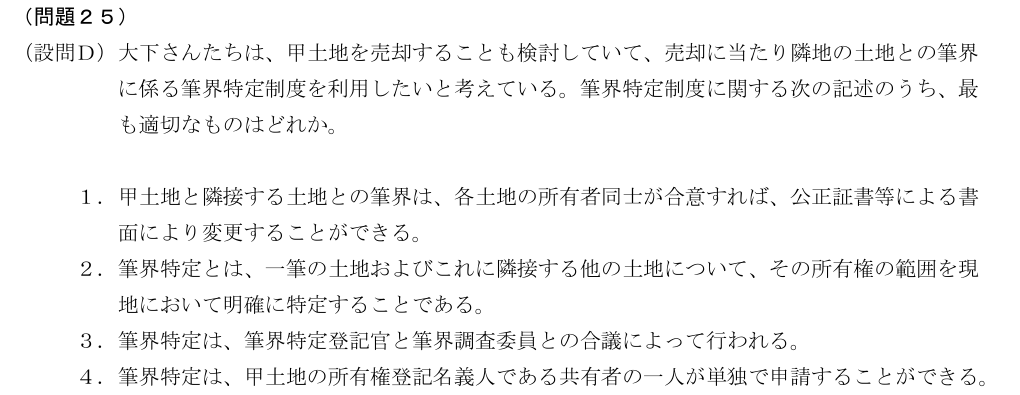 （問題２５）
（設問Ｄ）大下さんたちは、甲土地を売却することも検討していて、売却に当たり隣地の土地との筆界
に係る筆界特定制度を利用したいと考えている。筆界特定制度に関する次の記述のうち、最
も適切なものはどれか。
１．甲土地と隣接する土地との筆界は、各土地の所有者同士が合意すれば、公正証書等による書
面により変更することができる。
２．筆界特定とは、一筆の土地およびこれに隣接する他の土地について、その所有権の範囲を現
地において明確に特定することである。
３．筆界特定は、筆界特定登記官と筆界調査委員との合議によって行われる。
４．筆界特定は、甲土地の所有権登記名義人である共有者の一人が単独で申請することができる。